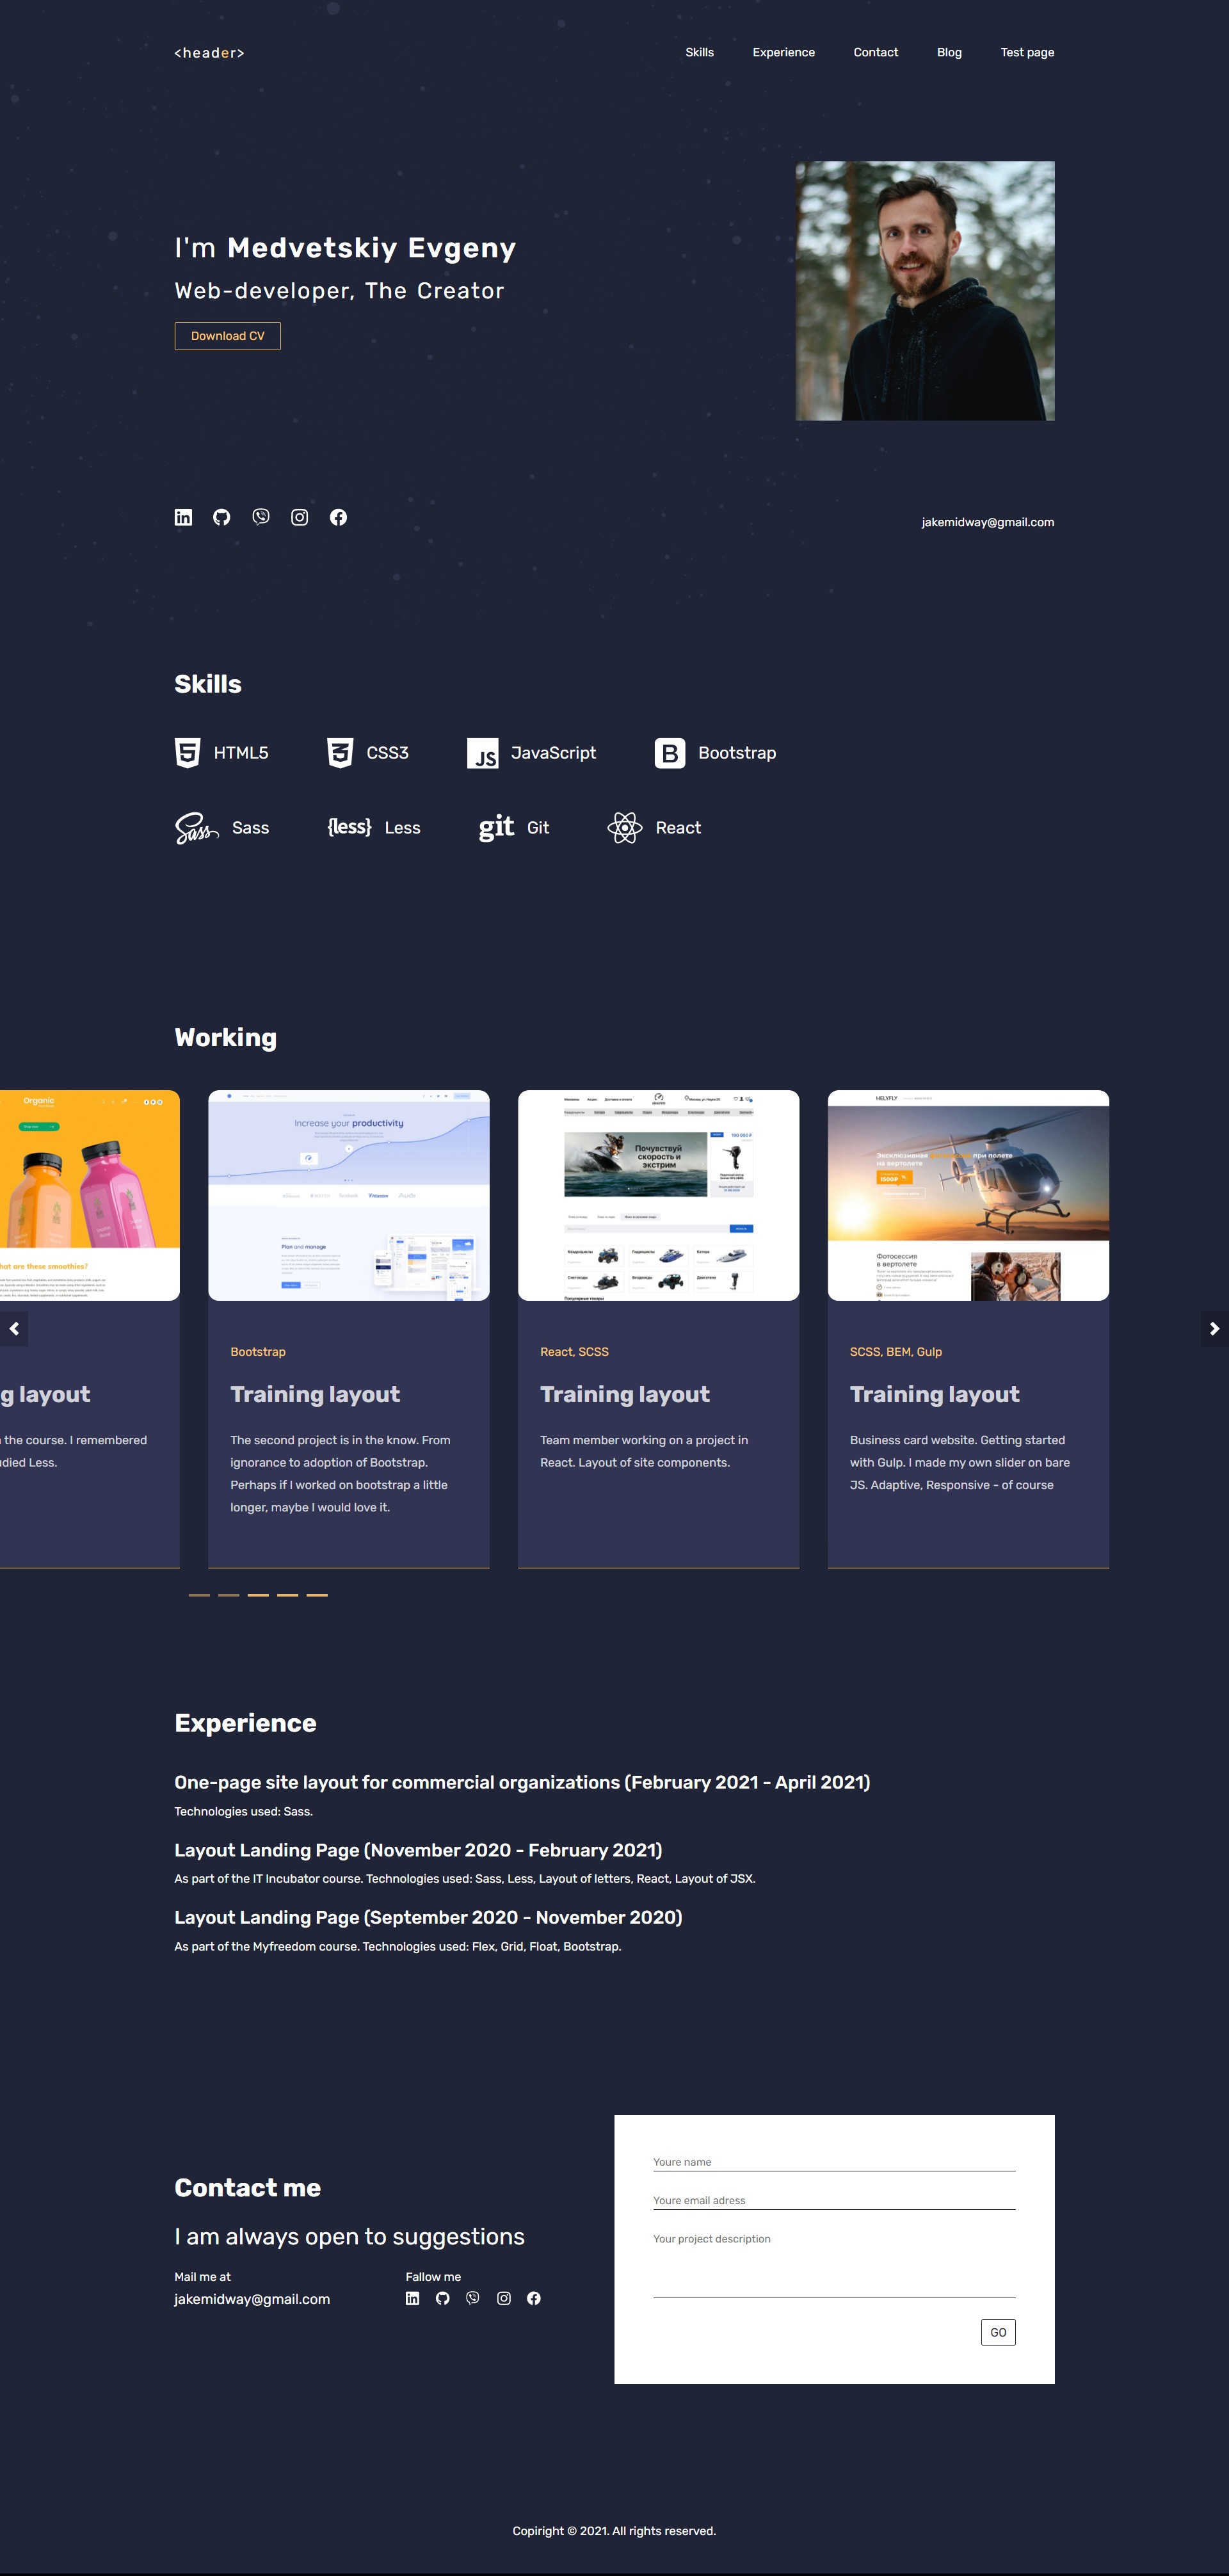 <header>
Skills
Experience
Contact
Blog
Test page
I'm Medvetskiy Evgeny
Web-developer, The Creator
Download CV
jakemidway@gmail.com
Skills
HTML5
CSS3
JS
JavaScript
B
Bootstrap
Sass
Sass
{less}
Less
git
Git
React
Working
Organic
hat are these smoothies?
g layout
the course. I remembered
died Less.
Increase your productivity
Plan and manage
Bootstrap
Training layout
The second project is in the know. From
ignorance to adoption of Bootstrap.
Perhaps if I worked on bootstrap a little
longer, maybe I would love it.
Почувствуй
скорость и
экстрим
Квадроциклы
Гидроциклы
Катера
Снегоходы
Вездеходы
Двигатели
Популярные товары
React, SCSS
Training layout
Team member working on a project in
React. Layout of site components.
HELYFLY
Эксклюзивная при полете
на вертолете
1500₽
Фотосессия
в вертолете
SCSS, BEM, Gulp
Training layout
Business card website. Getting started
with Gulp. I made my own slider on bare
JS. Adaptive, Responsive - of course
Experience
One-page site layout for commercial organizations (February 2021 - April 2021)
Technologies used: Sass.
Layout Landing Page (November 2020 - February 2021)
As part of the IT Incubator course. Technologies used: Sass, Less, Layout of letters, React, Layout of JSX.
Layout Landing Page (September 2020 - November 2020)
As part of the Myfreedom course. Technologies used: Flex, Grid, Float, Bootstrap.
Contact me
I am always open to suggestions
Mail me at
jakemidway@gmail.com
Fallow me
Youre name
Youre email adress
Your project description
GO
Copiright © 2021. All rights reserved.